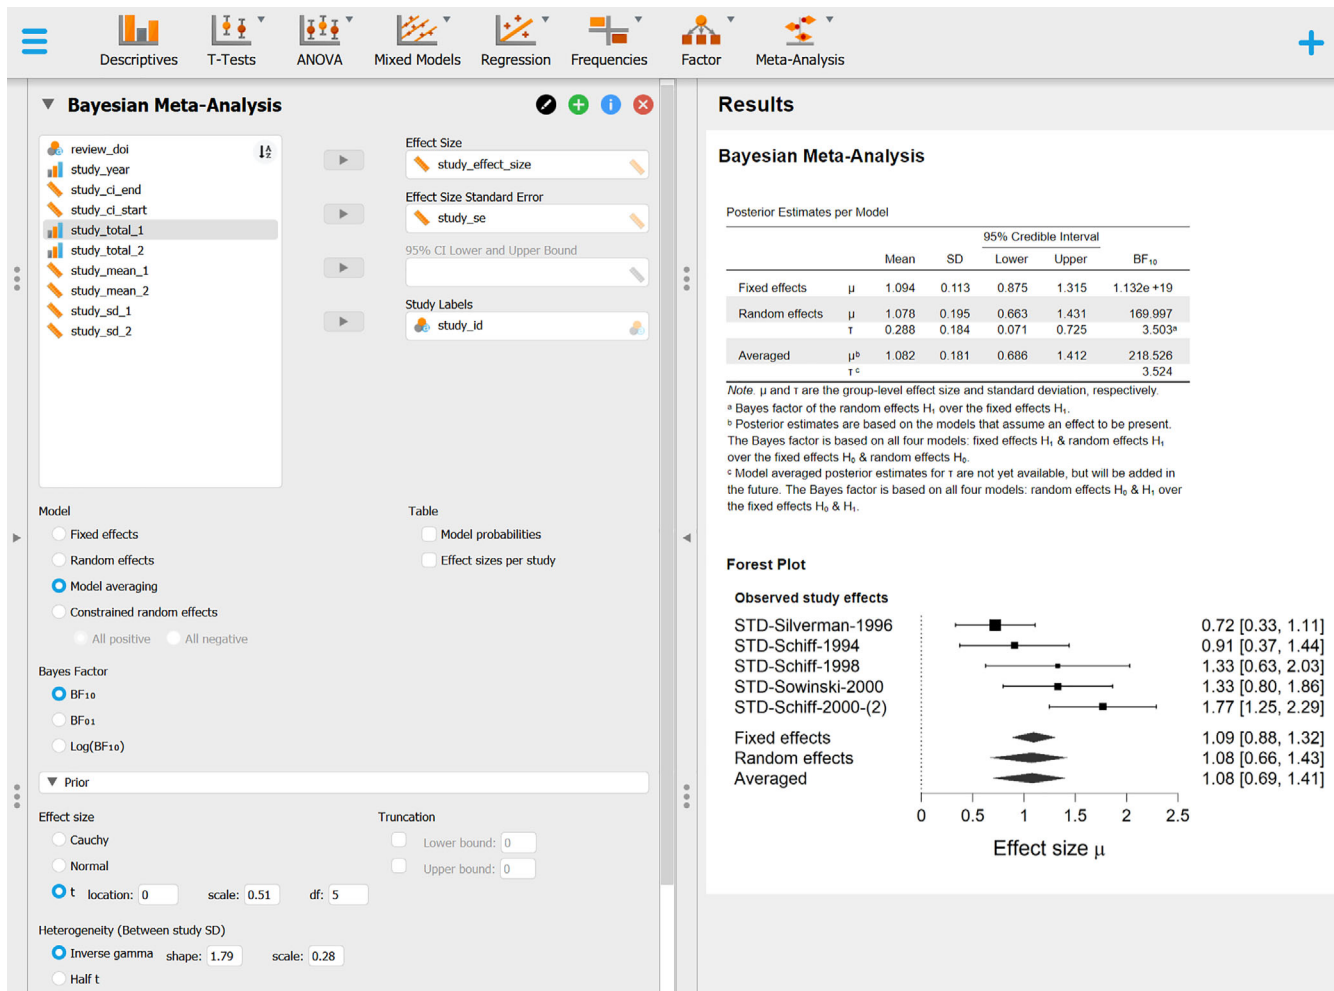 Descriptives T-Tests ANOVA Mixed Models Regression Frequencies Factor Meta-Analysis
Bayesian Meta-Analysis
review_doi
study_year
study_ci_end
study_ci_start
study_total_1
study_total_2
study_mean_1
study_mean_2
study_sd_1
study_sd_2
Effect Size
study_effect_size
Effect Size Standard Error
study_se
95% CI Lower and Upper Bound
Study Labels
study_id
Model
Fixed effects
Random effects
Model averaging
Constrained random effects
All positive All negative
Table
Model probabilities
Effect sizes per study
Bayes Factor
BF₁₀
BF₀₁
Log(BF₁₀)
Prior
Effect size
Cauchy
Normal
t location: 0 scale: 0.51 df: 5
Truncation
Lower bound: 0
Upper bound: 0
Heterogeneity (Between study SD)
Inverse gamma shape: 1.79 scale: 0.28
Half t
Results
Bayesian Meta-Analysis
Posterior Estimates per Model
95% Credible Interval
Mean SD Lower Upper BF₁₀
Fixed effects μ 1.094 0.113 0.875 1.315 1.132e +19
Random effects μ 1.078 0.195 0.663 1.431 169.997
τ 0.288 0.184 0.071 0.725 3.503ᵃ
Averaged μᵇ 1.082 0.181 0.686 1.412 218.526
τ ᶜ 3.524
Note. μ and τ are the group-level effect size and standard deviation, respectively.
ᵃ Bayes factor of the random effects H₁ over the fixed effects H₁.
ᵇ Posterior estimates are based on the models that assume an effect to be present.
The Bayes factor is based on all four models: fixed effects H₁ & random effects H₁
over the fixed effects H₀ & random effects H₀.
ᶜ Model averaged posterior estimates for τ are not yet available, but will be added in
the future. The Bayes factor is based on all four models: random effects H₀ & H₁ over
the fixed effects H₀ & H₁.
Forest Plot
Observed study effects
STD-Silverman-1996 0.72 [0.33, 1.11]
STD-Schiff-1994 0.91 [0.37, 1.44]
STD-Schiff-1998 1.33 [0.63, 2.03]
STD-Sowinski-2000 1.33 [0.80, 1.86]
STD-Schiff-2000-(2) 1.77 [1.25, 2.29]
Fixed effects 1.09 [0.88, 1.32]
Random effects 1.08 [0.66, 1.43]
Averaged 1.08 [0.69, 1.41]
0 0.5 1 1.5 2 2.5
Effect size μ